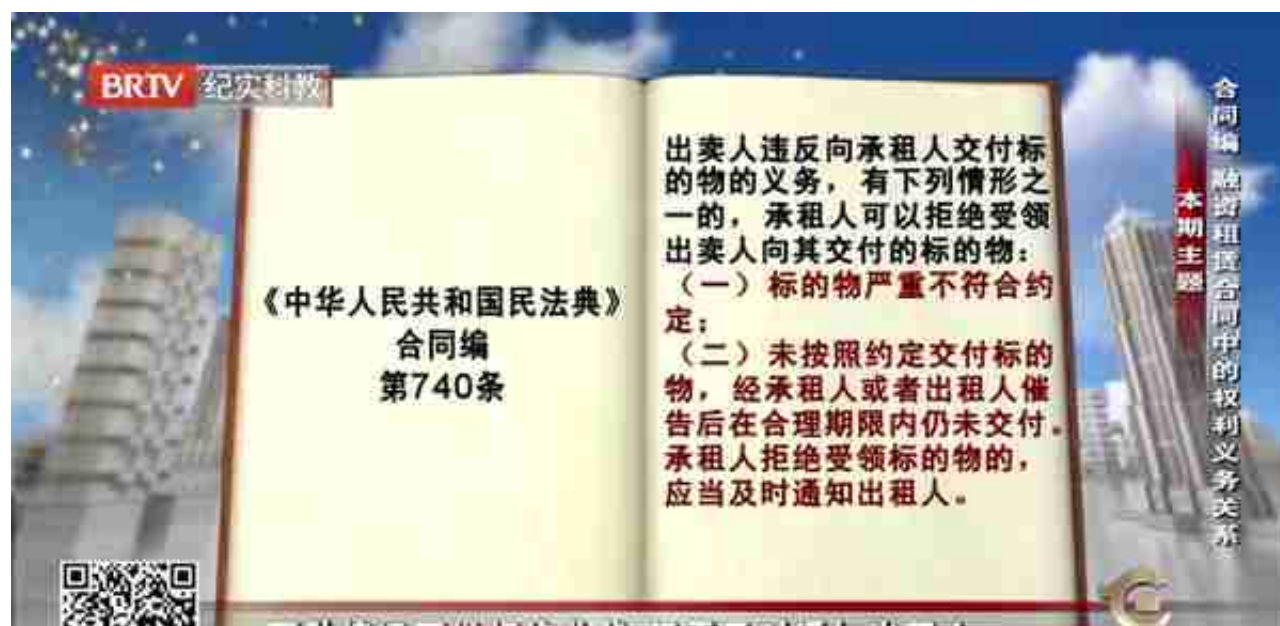 BRTV 纪实科教
《中华人民共和国民法典》
合同编
第740条
出卖人违反向承租人交付标
的物的义务，有下列情形之
一的，承租人可以拒绝受领
出卖人向其交付的标的物：
（一）标的物严重不符合约
定；
（二）未按照约定交付标的
物，经承租人或者出租人催
告后在合理期限内仍未交付。
承租人拒绝受领标的物的，
应当及时通知出租人。
本期主题
合同编 融资租赁合同中的权利义务关系